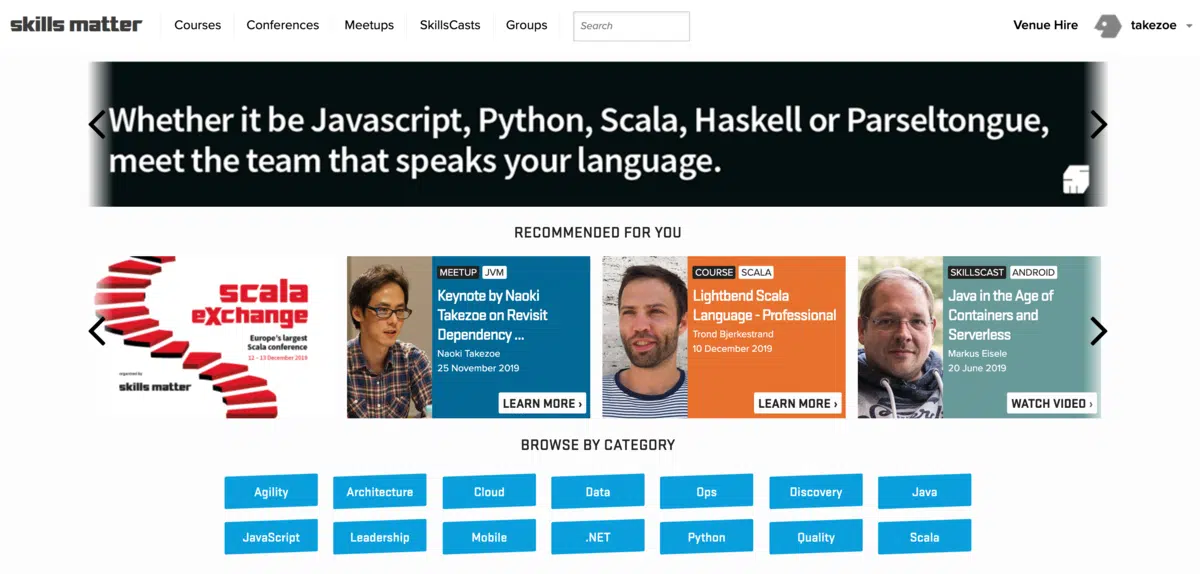 skills matter
Courses
Conferences
Meetups
SkillsCasts
Groups
Search
Venue Hire
takezoe
Whether it be Javascript, Python, Scala, Haskell or Parseltongue,
meet the team that speaks your language.
RECOMMENDED FOR YOU
scala
eXchange
Europe's largest
Scala conference
12 - 13 December 2019
organised by
skills matter
MEETUP JVM
Keynote by Naoki
Takezoe on Revisit
Dependency ...
Naoki Takezoe
25 November 2019
LEARN MORE ›
COURSE SCALA
Lightbend Scala
Language - Professional
Trond Bjerkestrand
10 December 2019
LEARN MORE ›
SKILLSCAST ANDROID
Java in the Age of
Containers and
Serverless
Markus Eisele
20 June 2019
WATCH VIDEO ›
BROWSE BY CATEGORY
Agility
Architecture
Cloud
Data
Ops
Discovery
Java
JavaScript
Leadership
Mobile
.NET
Python
Quality
Scala